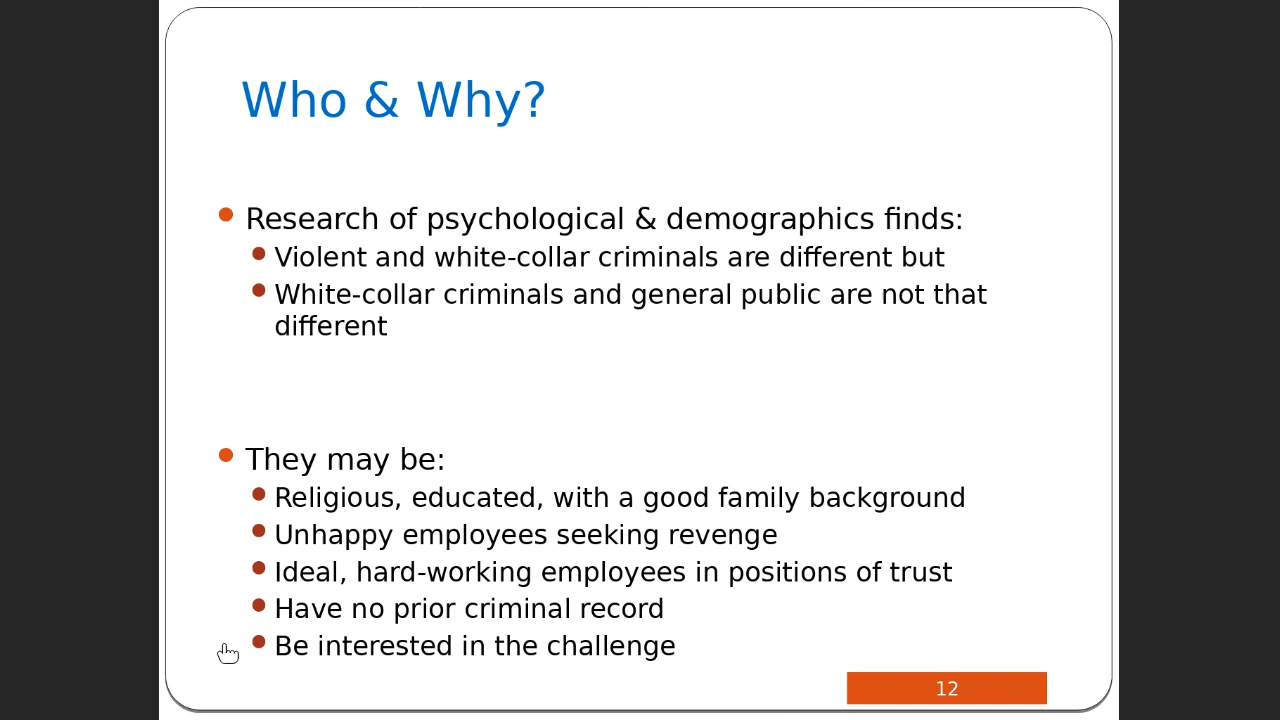 Who & Why?
Research of psychological & demographics finds:
Violent and white-collar criminals are different but
White-collar criminals and general public are not that
different
They may be:
Religious, educated, with a good family background
Unhappy employees seeking revenge
Ideal, hard-working employees in positions of trust
Have no prior criminal record
Be interested in the challenge
12